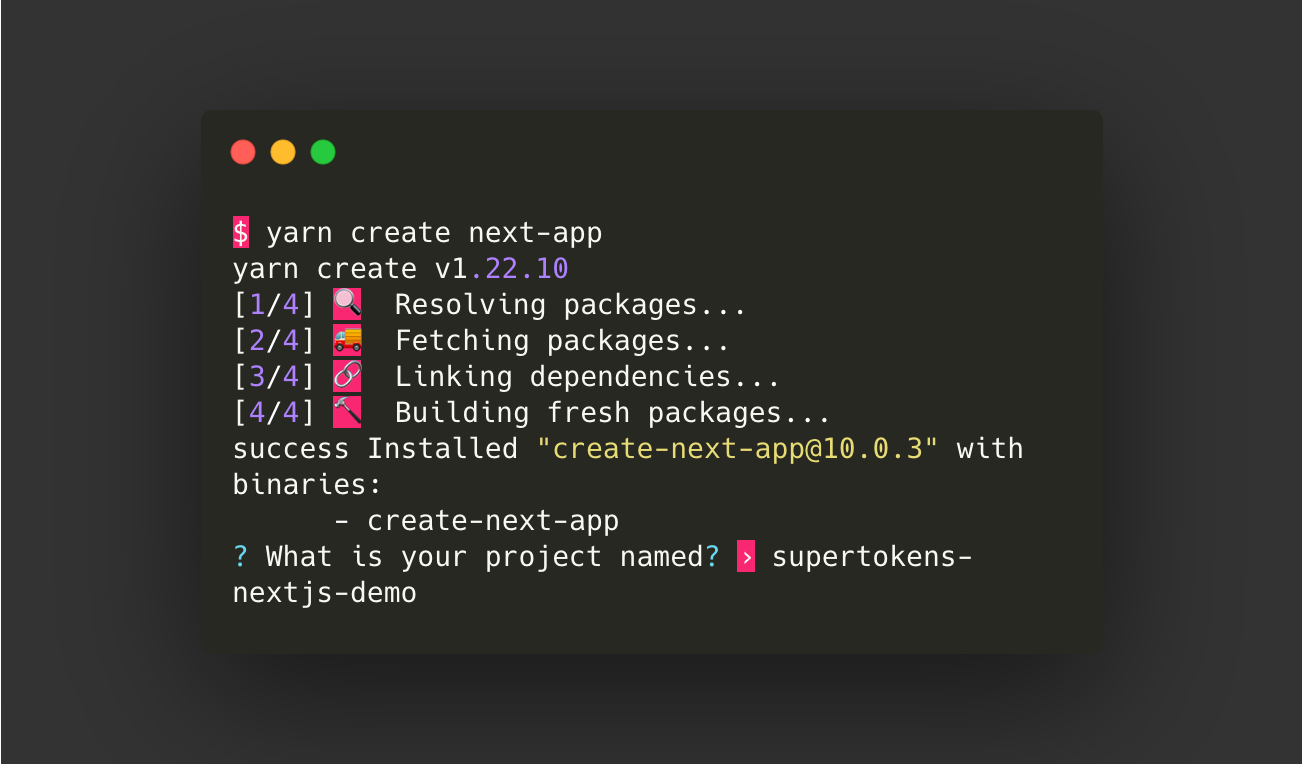 $ yarn create next-app
yarn create v1.22.10
[1/4] 🔍  Resolving packages...
[2/4] 🚚  Fetching packages...
[3/4] 🔗  Linking dependencies...
[4/4] 🔨  Building fresh packages...
success Installed "create-next-app@10.0.3" with
binaries:
      - create-next-app
? What is your project named? › supertokens-
nextjs-demo